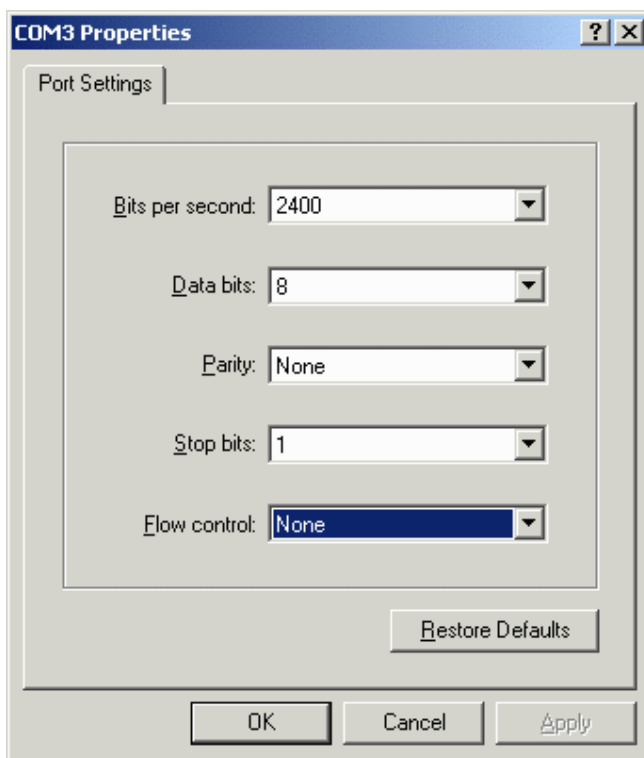 COM3 Properties
Port Settings
Bits per second: 2400
Data bits: 8
Parity: None
Stop bits: 1
Flow control: None
Restore Defaults
OK Cancel Apply